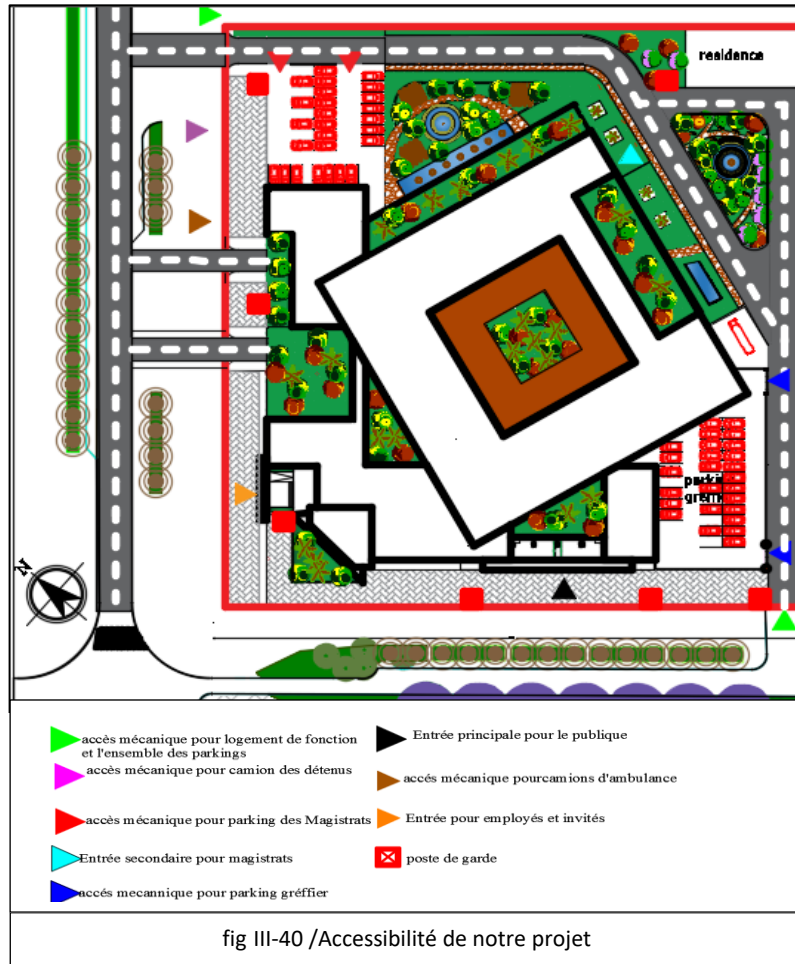 residence
N
accès mécanique pour logement de fonction
et l'ensemble des parkings
accès mécanique pour camion des détenus
accès mécanique pour parking des Magistrats
Entrée secondaire pour magistrats
accés mecannique pour parking gréffier
Entrée principale pour le publique
accés mécanique pourcamions d'ambulance
Entrée pour employés et invités
poste de garde
fig III-40 /Accessibilité de notre projet